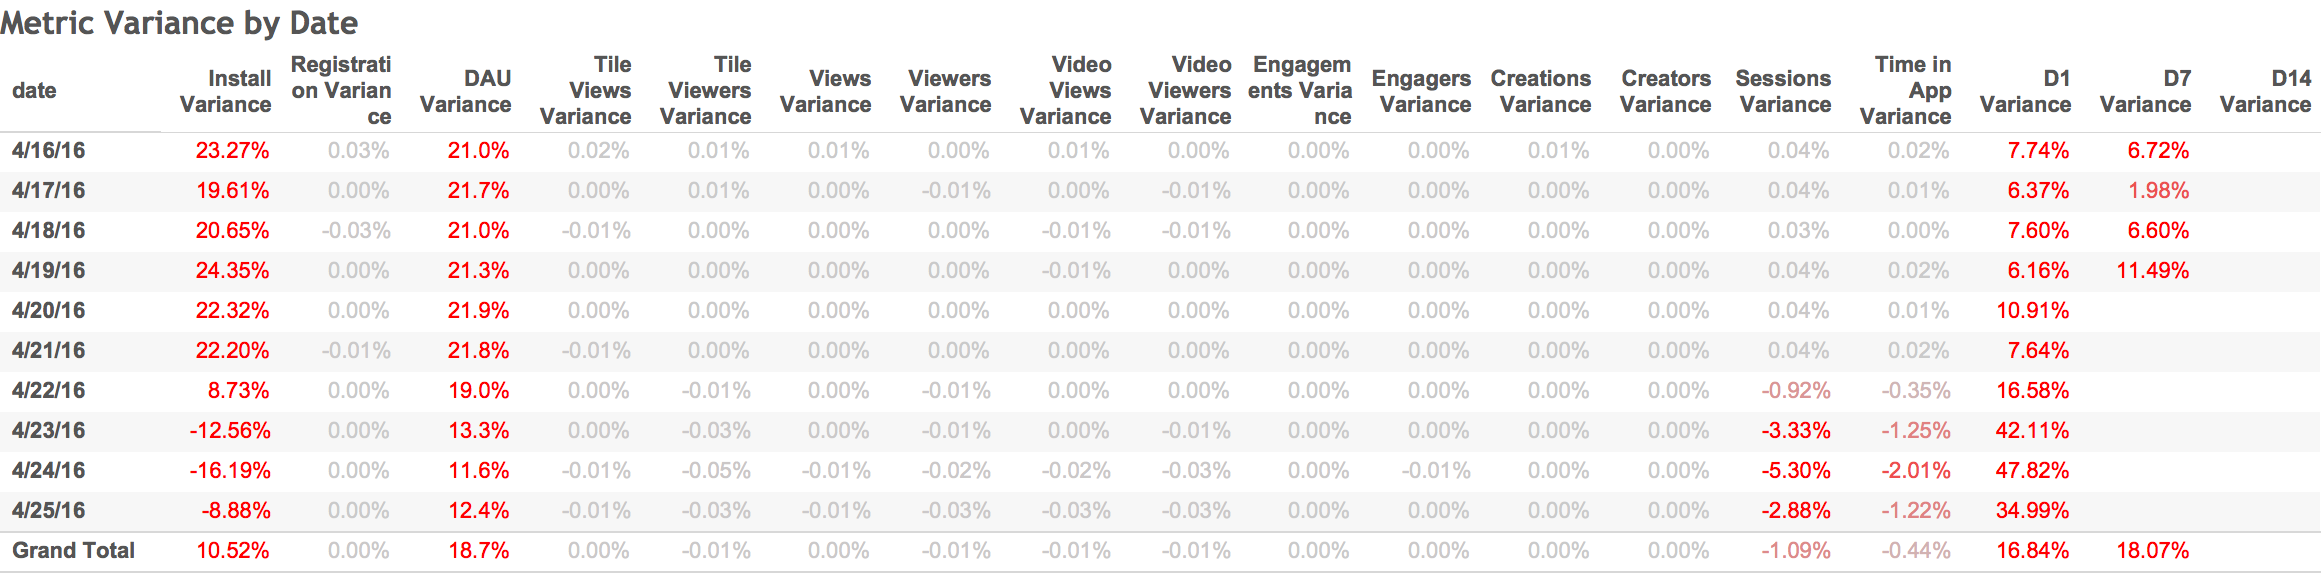 Metric Variance by Date
date Install Variance Registrati on Varian ce DAU Variance Tile Views Variance Tile Viewers Variance Views Variance Viewers Variance Video Views Variance Video Viewers Variance Engagem ents Varia nce Engagers Variance Creations Variance Creators Variance Sessions Variance Time in App Variance D1 Variance D7 Variance D14 Variance
4/16/16 23.27% 0.03% 21.0% 0.02% 0.01% 0.01% 0.00% 0.01% 0.00% 0.00% 0.00% 0.01% 0.00% 0.04% 0.02% 7.74% 6.72%
4/17/16 19.61% 0.00% 21.7% 0.00% 0.01% 0.00% -0.01% 0.00% -0.01% 0.00% 0.00% 0.00% 0.00% 0.04% 0.01% 6.37% 1.98%
4/18/16 20.65% -0.03% 21.0% -0.01% 0.00% 0.00% 0.00% -0.01% -0.01% 0.00% 0.00% 0.00% 0.00% 0.03% 0.00% 7.60% 6.60%
4/19/16 24.35% 0.00% 21.3% 0.00% 0.00% 0.00% 0.00% -0.01% 0.00% 0.00% 0.00% 0.00% 0.00% 0.04% 0.02% 6.16% 11.49%
4/20/16 22.32% 0.00% 21.9% 0.00% 0.00% 0.00% 0.00% 0.00% 0.00% 0.00% 0.00% 0.00% 0.00% 0.04% 0.01% 10.91%
4/21/16 22.20% -0.01% 21.8% -0.01% 0.00% 0.00% 0.00% 0.00% 0.00% 0.00% 0.00% 0.00% 0.00% 0.04% 0.02% 7.64%
4/22/16 8.73% 0.00% 19.0% 0.00% -0.01% 0.00% -0.01% 0.00% 0.00% 0.00% 0.00% 0.00% 0.00% -0.92% -0.35% 16.58%
4/23/16 -12.56% 0.00% 13.3% 0.00% -0.03% 0.00% -0.01% 0.00% -0.01% 0.00% 0.00% 0.00% 0.00% -3.33% -1.25% 42.11%
4/24/16 -16.19% 0.00% 11.6% -0.01% -0.05% -0.01% -0.02% -0.02% -0.03% 0.00% -0.01% 0.00% 0.00% -5.30% -2.01% 47.82%
4/25/16 -8.88% 0.00% 12.4% -0.01% -0.03% -0.01% -0.03% -0.03% -0.03% 0.00% 0.00% 0.00% 0.00% -2.88% -1.22% 34.99%
Grand Total 10.52% 0.00% 18.7% 0.00% -0.01% 0.00% -0.01% -0.01% -0.01% 0.00% 0.00% 0.00% 0.00% -1.09% -0.44% 16.84% 18.07%